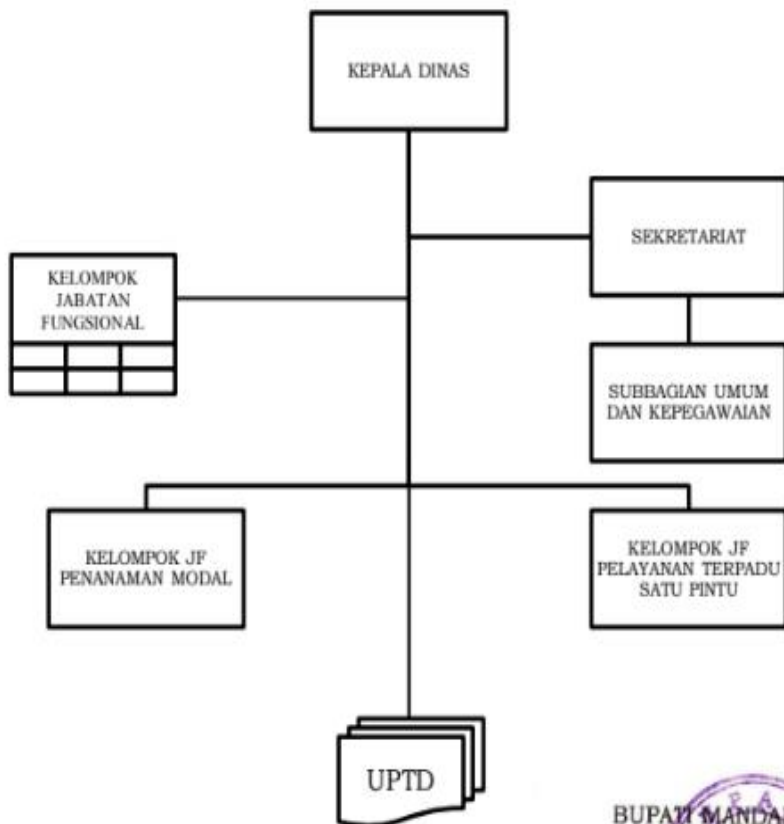 KEPALA DINAS
SEKRETARIAT
KELOMPOK
JABATAN
FUNGSIONAL
SUBBAGIAN UMUM
DAN KEPEGAWAIAN
KELOMPOK JF
PENANAMAN MODAL
KELOMPOK JF
PELAYANAN TERPADU
SATU PINTU
UPTD
BUPATI